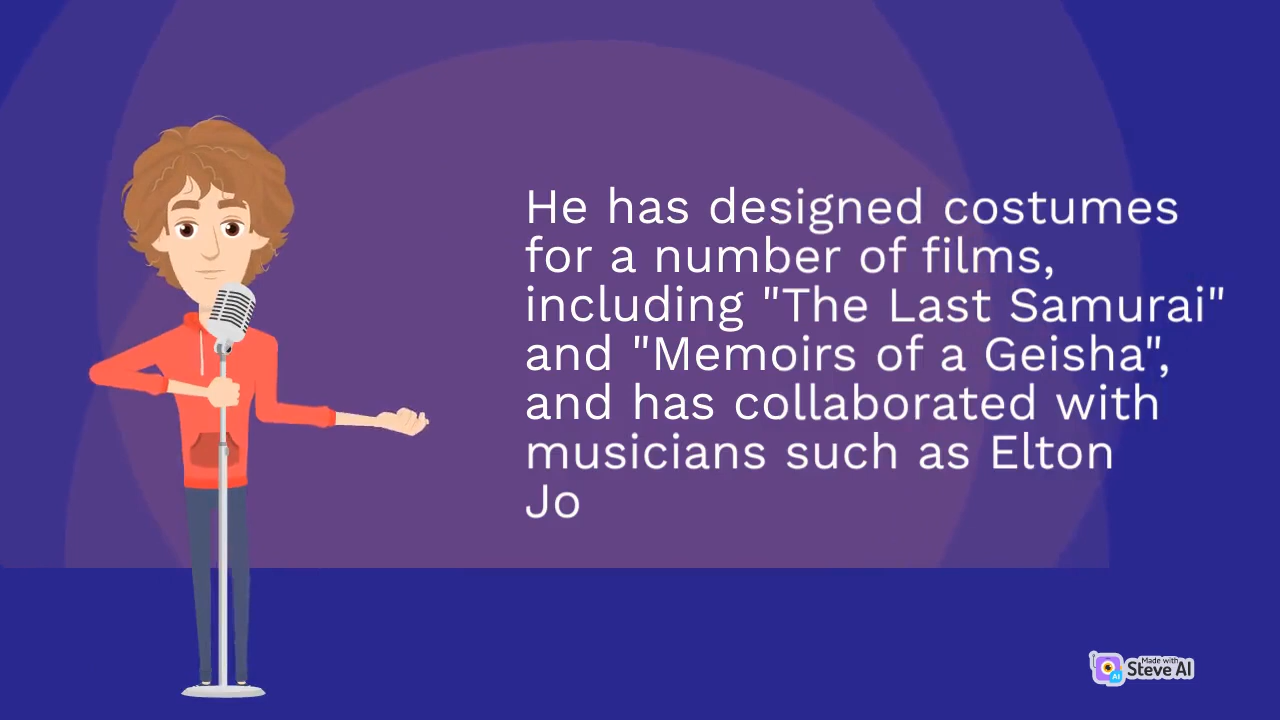 He has designed costumes
for a number of films,
including "The Last Samurai"
and "Memoirs of a Geisha",
and has collaborated with
musicians such as Elton
Jo
Made with
Steve AI
AI